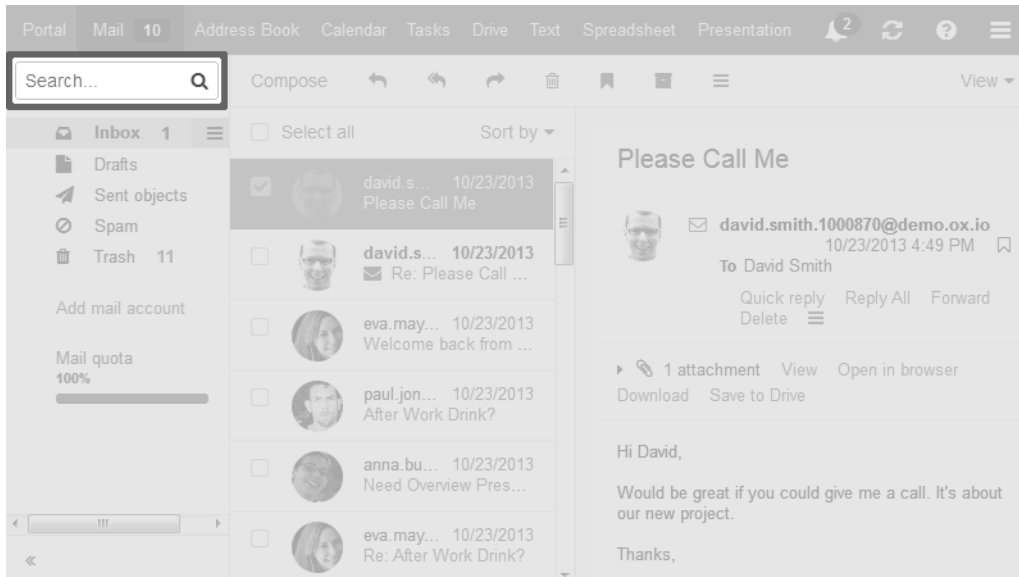 Portal Mail 10 Address Book Calendar Tasks Drive Text Spreadsheet Presentation 2
Search...
Compose
View
Inbox 1
Drafts
Sent objects
Spam
Trash 11
Add mail account
Mail quota
100%
Select all Sort by
david.s... 10/23/2013
Please Call Me
david.s... 10/23/2013
Re: Please Call ...
eva.may... 10/23/2013
Welcome back from ...
paul.jon... 10/23/2013
After Work Drink?
anna.bu... 10/23/2013
Need Overview Pres...
eva.may... 10/23/2013
Re: After Work Drink?
Please Call Me
david.smith.1000870@demo.ox.io
10/23/2013 4:49 PM
To David Smith
Quick reply Reply All Forward
Delete
1 attachment View Open in browser
Download Save to Drive
Hi David,
Would be great if you could give me a call. It's about
our new project.
Thanks,